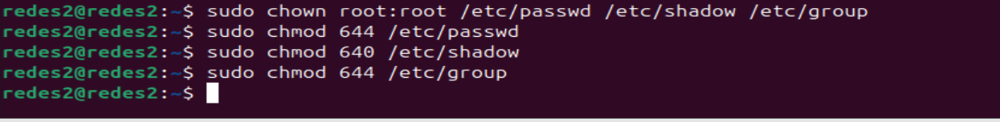 redes2@redes2:~$ sudo chown root:root /etc/passwd /etc/shadow /etc/group
redes2@redes2:~$ sudo chmod 644 /etc/passwd
redes2@redes2:~$ sudo chmod 640 /etc/shadow
redes2@redes2:~$ sudo chmod 644 /etc/group
redes2@redes2:~$